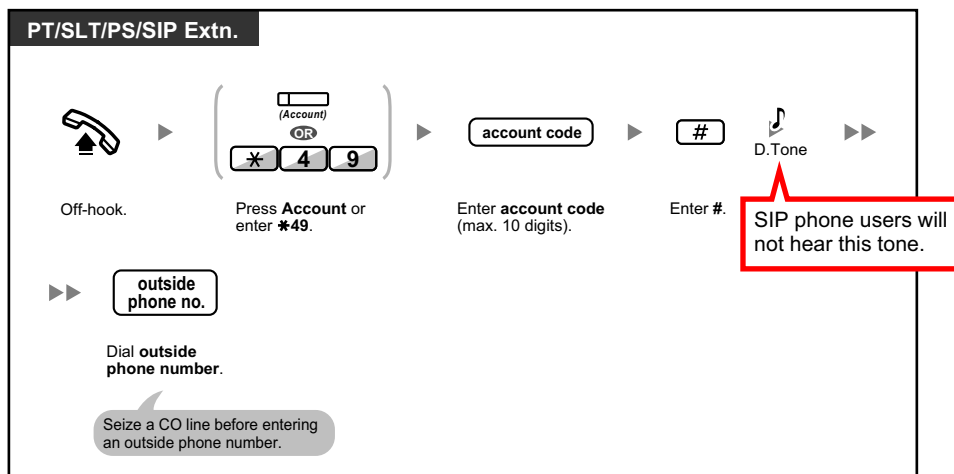 PT/SLT/PS/SIP Extn.
(Account)
OR
* 4 9
account code
#
D.Tone
Off-hook.
Press Account or
enter *49.
Enter account code
(max. 10 digits).
Enter #.
SIP phone users will
not hear this tone.
outside
phone no.
Dial outside
phone number.
Seize a CO line before entering
an outside phone number.